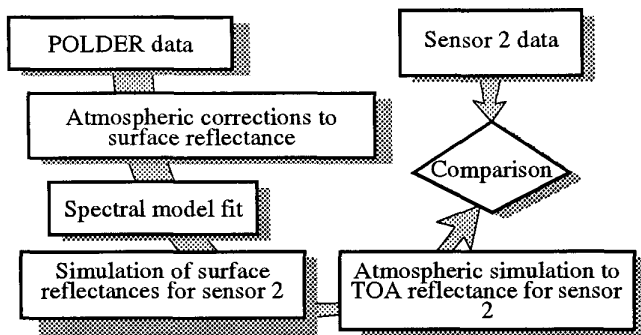 POLDER data
Sensor 2 data
Atmospheric corrections to
surface reflectance
Comparison
Spectral model fit
Simulation of surface
reflectances for sensor 2
Atmospheric simulation to
TOA reflectance for sensor
2